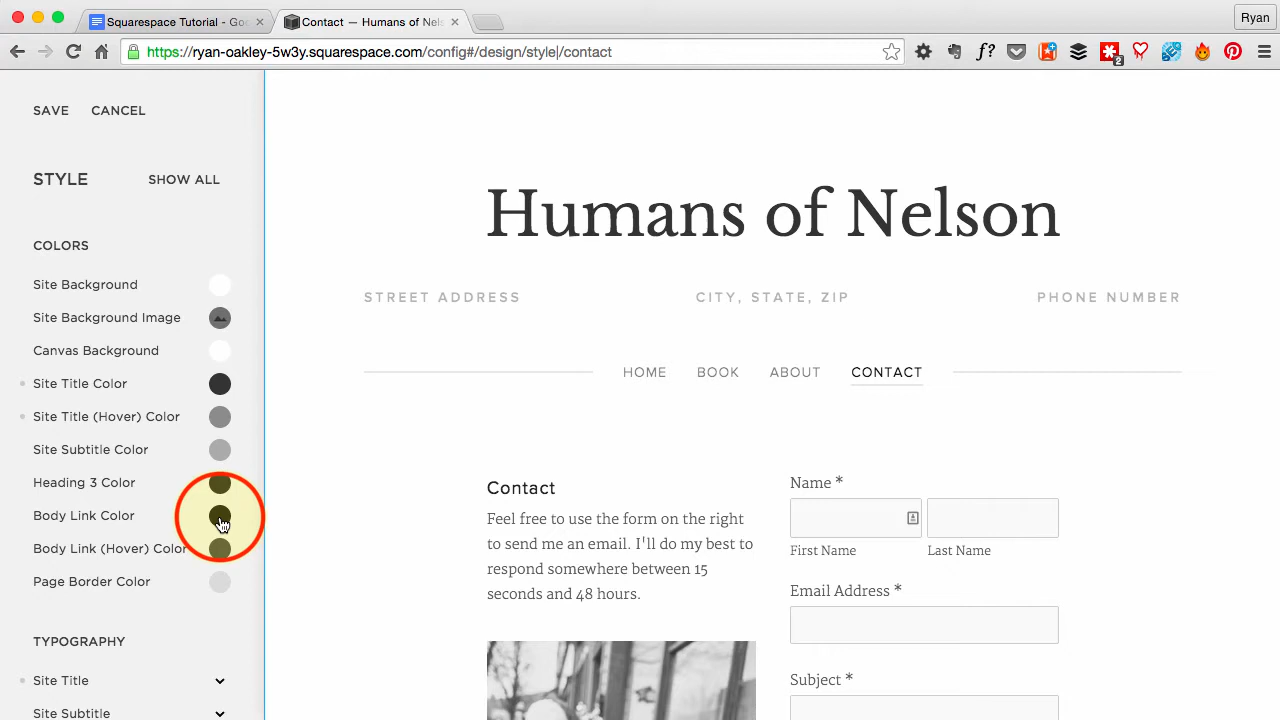 Squarespace Tutorial - Goo
Contact — Humans of Nels
Ryan
https://ryan-oakley-5w3y.squarespace.com/config#/design/style|/contact
f?
2
SAVE CANCEL
STYLE SHOW ALL
COLORS
Site Background
Site Background Image
Canvas Background
Site Title Color
Site Title (Hover) Color
Site Subtitle Color
Heading 3 Color
Body Link Color
Body Link (Hover) Color
Page Border Color
TYPOGRAPHY
Site Title
Site Subtitle
Humans of Nelson
STREET ADDRESS CITY, STATE, ZIP PHONE NUMBER
HOME BOOK ABOUT CONTACT
Contact
Feel free to use the form on the right
to send me an email. I'll do my best to
respond somewhere between 15
seconds and 48 hours.
Name *
First Name Last Name
Email Address *
Subject *